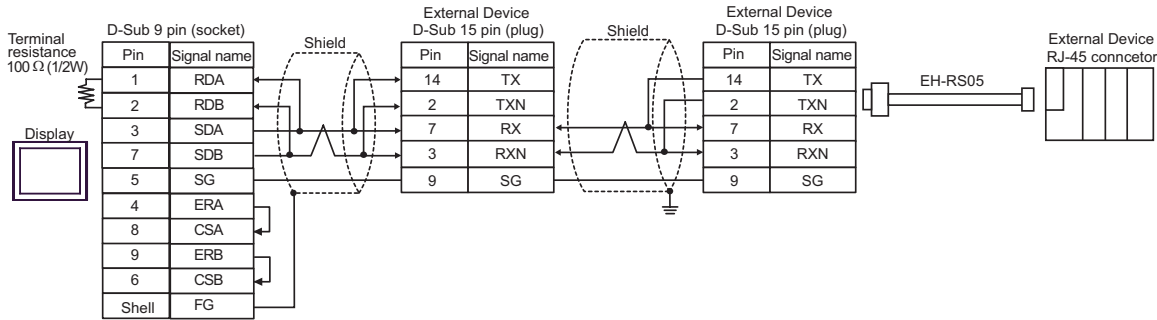 Terminal
resistance
100 Ω (1/2W)
Display
D-Sub 9 pin (socket)
Pin Signal name
1 RDA
2 RDB
3 SDA
7 SDB
5 SG
4 ERA
8 CSA
9 ERB
6 CSB
Shell FG
Shield
External Device
D-Sub 15 pin (plug)
Pin Signal name
14 TX
2 TXN
7 RX
3 RXN
9 SG
Shield
External Device
D-Sub 15 pin (plug)
Pin Signal name
14 TX
2 TXN
7 RX
3 RXN
9 SG
EH-RS05
External Device
RJ-45 conncetor